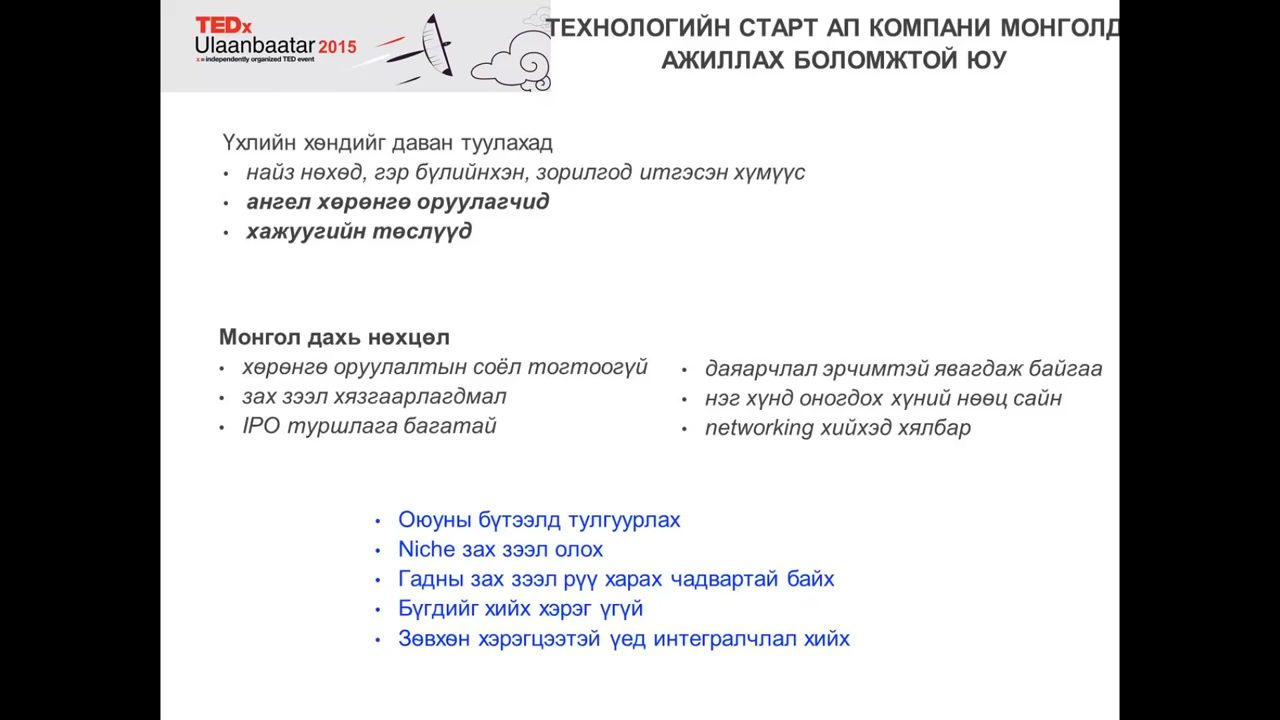 TEDx
Ulaanbaatar 2015
x = independently organized TED event
ТЕХНОЛОГИЙН СТАРТ АП КОМПАНИ МОНГОЛД
АЖИЛЛАХ БОЛОМЖТОЙ ЮУ
Үхлийн хөндийг даван туулахад
• найз нөхөд, гэр бүлийнхэн, зорилгод итгэсэн хүмүүс
• ангел хөрөнгө оруулагчид
• хажуугийн төслүүд
Монгол дахь нөхцөл
• хөрөнгө оруулалтын соёл тогтоогүй
• зах зээл хязгаарлагдмал
• IPO туршлага багатай
• даяарчлал эрчимтэй явагдаж байгаа
• нэг хүнд оногдох хүний нөөц сайн
• networking хийхэд хялбар
• Оюуны бүтээлд тулгуурлах
• Niche зах зээл олох
• Гадны зах зээл рүү харах чадвартай байх
• Бүгдийг хийх хэрэг үгүй
• Зөвхөн хэрэгцээтэй үед интегралчлал хийх